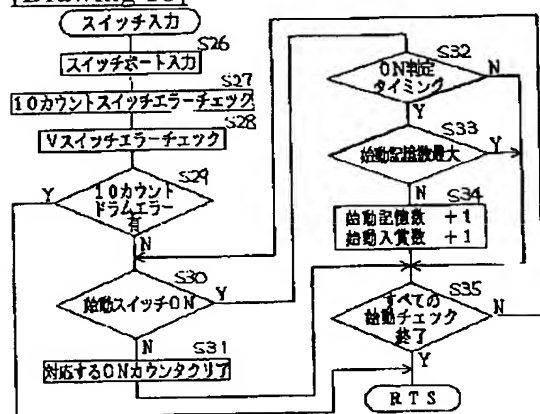 スイッチ入力
S26
スイッチポート入力
S27
10カウントスイッチエラーチェック
S28
Vスイッチエラーチェック
S29
Y
10カウント
ドラムエラー
有
N
S30
始動スイッチON
Y
N
S31
対応するONカウンタクリア
S32
ON判定
タイミング
N
Y
S33
始動記憶数最大
Y
N
S34
始動記憶数 +1
始動入賞数 +1
S35
すべての
始動チェック
終了
N
Y
RTS